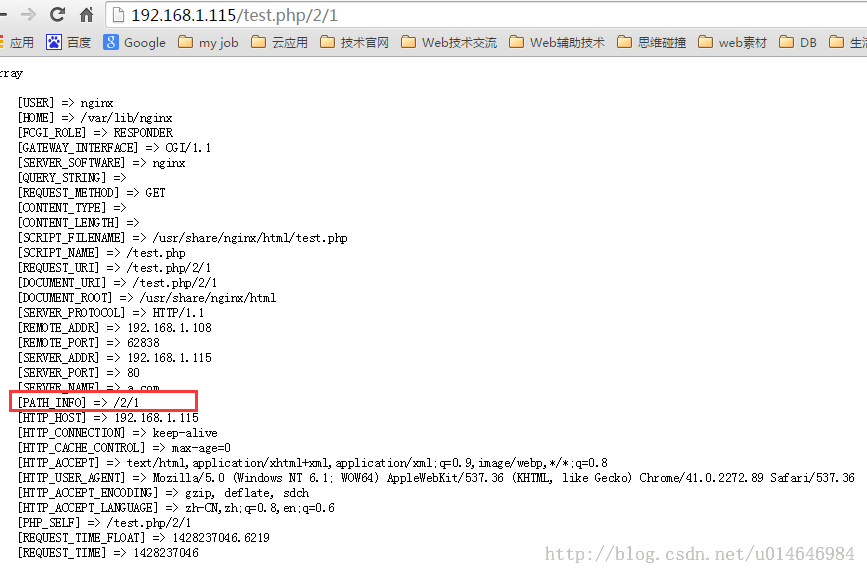 192.168.1.115/test.php/2/1
应用 百度 Google my job 云应用 技术官网 Web技术交流 Web辅助技术 思维碰撞 web素材 DB 生
rray
[USER] => nginx
[HOME] => /var/lib/nginx
[FCGI_ROLE] => RESPONDER
[GATEWAY_INTERFACE] => CGI/1.1
[SERVER_SOFTWARE] => nginx
[QUERY_STRING] =>
[REQUEST_METHOD] => GET
[CONTENT_TYPE] =>
[CONTENT_LENGTH] =>
[SCRIPT_FILENAME] => /usr/share/nginx/html/test.php
[SCRIPT_NAME] => /test.php
[REQUEST_URI] => /test.php/2/1
[DOCUMENT_URI] => /test.php/2/1
[DOCUMENT_ROOT] => /usr/share/nginx/html
[SERVER_PROTOCOL] => HTTP/1.1
[REMOTE_ADDR] => 192.168.1.108
[REMOTE_PORT] => 62838
[SERVER_ADDR] => 192.168.1.115
[SERVER_PORT] => 80
[SERVER_NAME] => a.com
[PATH_INFO] => /2/1
[HTTP_HOST] => 192.168.1.115
[HTTP_CONNECTION] => keep-alive
[HTTP_CACHE_CONTROL] => max-age=0
[HTTP_ACCEPT] => text/html,application/xhtml+xml,application/xml;q=0.9,image/webp,*/*;q=0.8
[HTTP_USER_AGENT] => Mozilla/5.0 (Windows NT 6.1; WOW64) AppleWebKit/537.36 (KHTML, like Gecko) Chrome/41.0.2272.89 Safari/537.36
[HTTP_ACCEPT_ENCODING] => gzip, deflate, sdch
[HTTP_ACCEPT_LANGUAGE] => zh-CN,zh;q=0.8,en;q=0.6
[PHP_SELF] => /test.php/2/1
[REQUEST_TIME_FLOAT] => 1428237046.6219
[REQUEST_TIME] => 1428237046
http://blog.csdn.net/u014646984